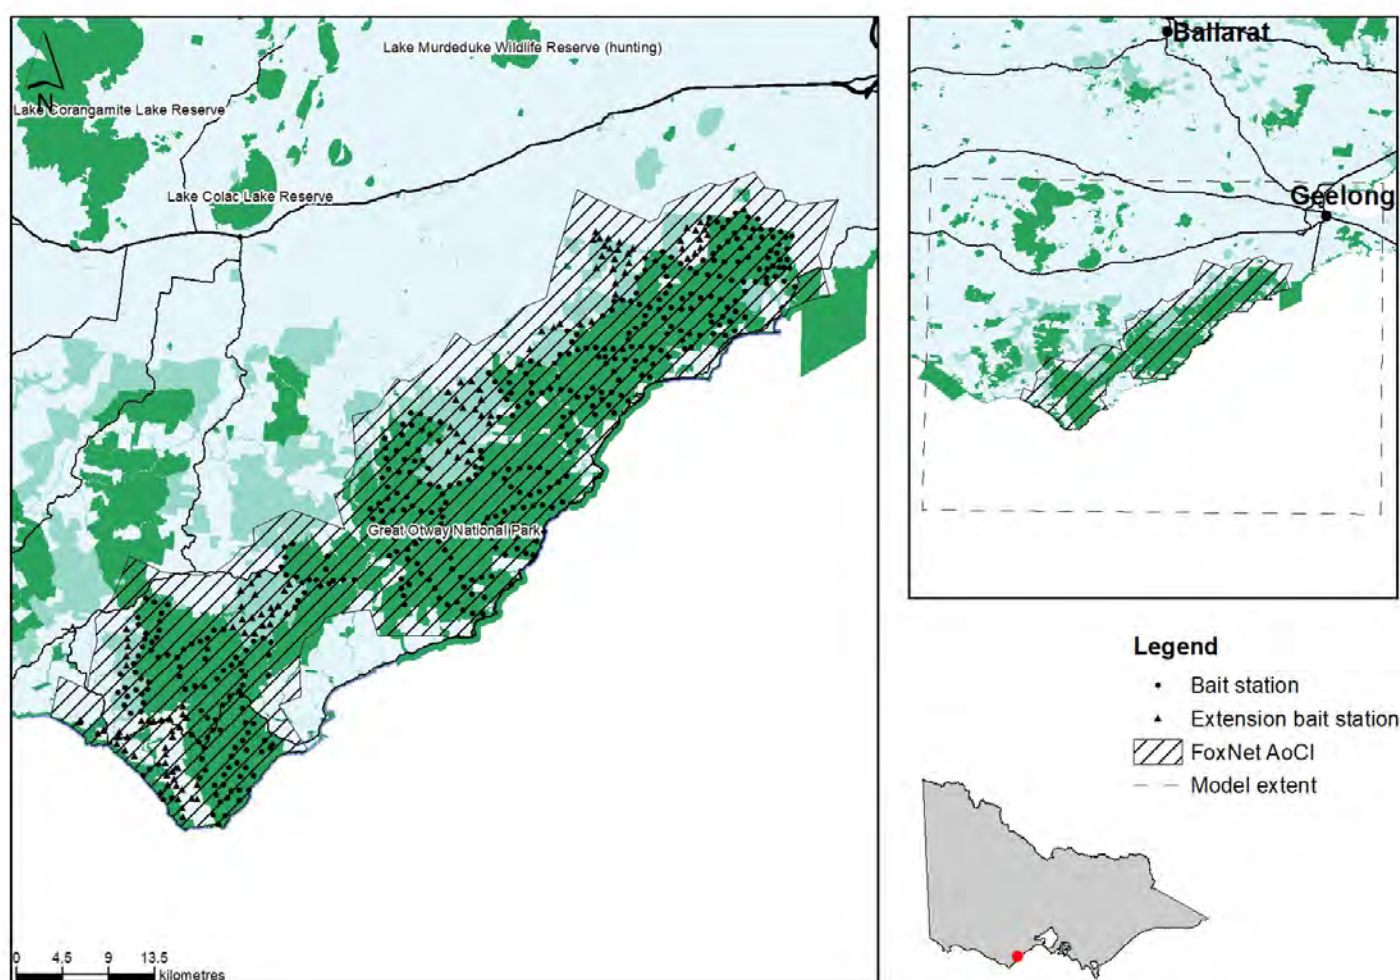 Lake Murdeduke Wildlife Reserve (hunting)
N
Lake Corangamite Lake Reserve
Lake Colac Lake Reserve
Great Otway National Park
0 4.5 9 13.5
kilometres
Ballarat
Geelong
Legend
Bait station
Extension bait station
FoxNet AoCI
Model extent